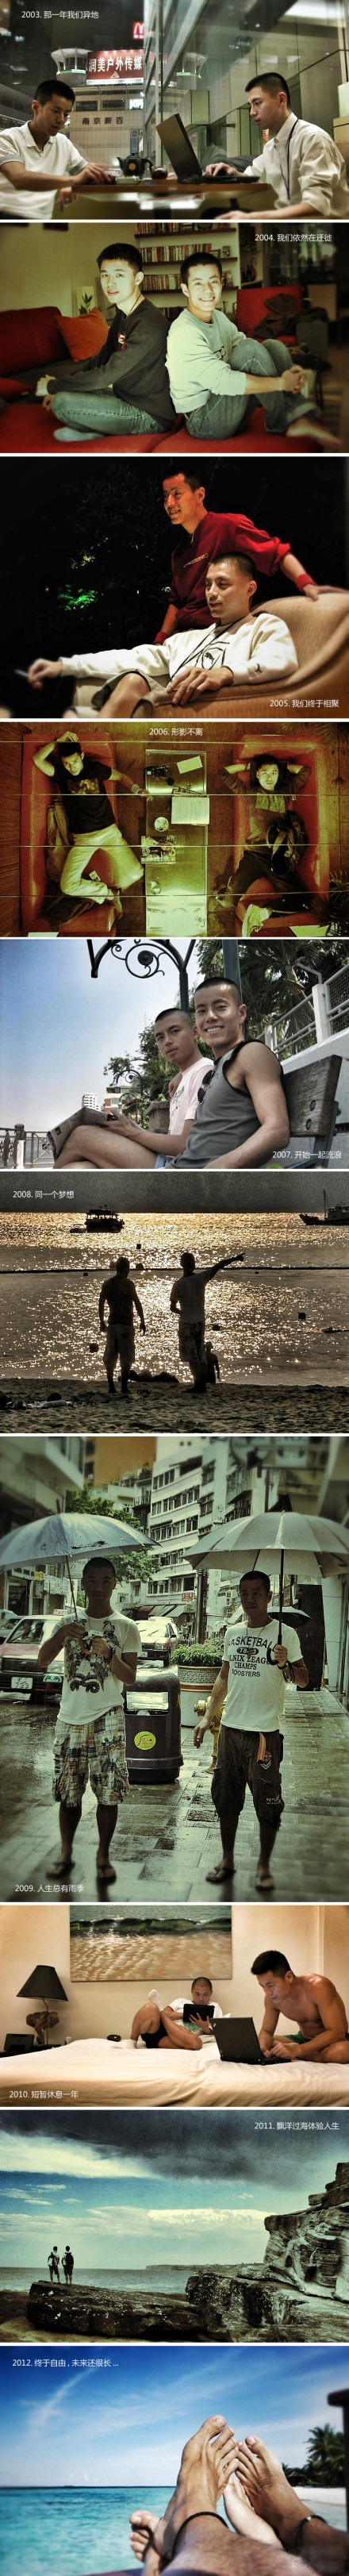 2003. 那一年我们异地
润美户外传媒
南京新百
2004. 我们依然在迁徙
2005. 我们终于相聚
2006. 形影不离
2007. 开始一起流浪
2008. 同一个梦想
BASKETBALL
CHAMPS
BOOSTERS
2009. 人生总有雨季
2010. 短暂休息一年
2011. 飘洋过海体验人生
2012. 终于自由 , 未来还很长 ...